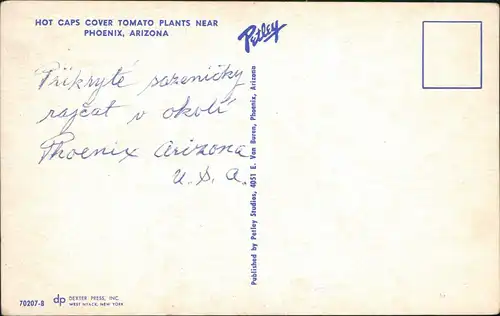 HOT CAPS COVER TOMATO PLANTS NEAR
PHOENIX, ARIZONA
Petley
Přikryté sazeničky
rajčat v okolí
Phoenix Arizona
U. S. A.
Published by Petley Studios, 4051 E. Van Buren, Phoenix, Arizona
70207-B
dp DEXTER PRESS, INC.
WEST NYACK, NEW YORK